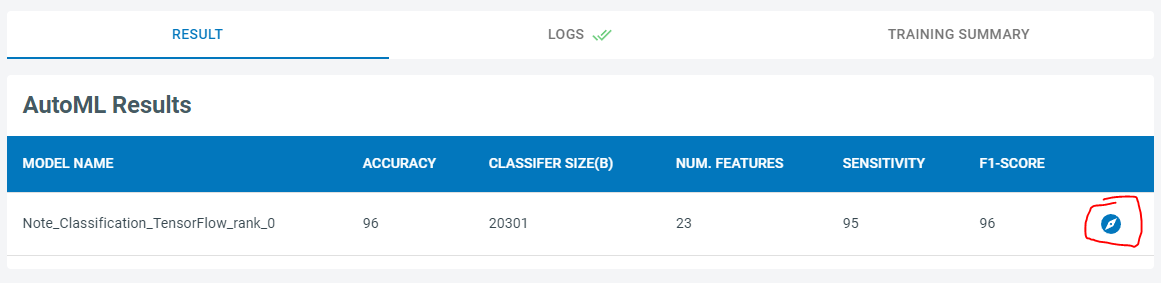 RESULT LOGS TRAINING SUMMARY
AutoML Results
MODEL NAME ACCURACY CLASSIFER SIZE(B) NUM. FEATURES SENSITIVITY F1-SCORE
Note_Classification_TensorFlow_rank_0 96 20301 23 95 96